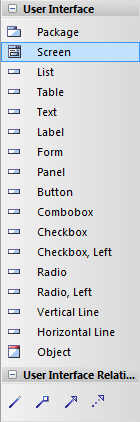 User Interface
Package
Screen
List
Table
Text
Label
Form
Panel
Button
Combobox
Checkbox
Checkbox, Left
Radio
Radio, Left
Vertical Line
Horizontal Line
Object
User Interface Relati...